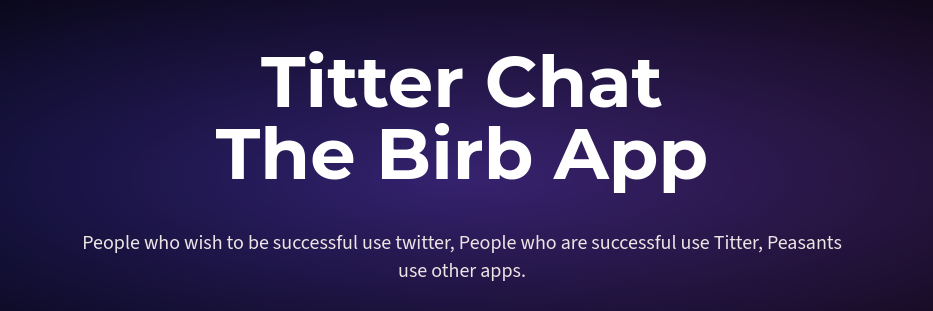 Titter Chat
The Birb App
People who wish to be successful use twitter, People who are successful use Titter, Peasants
use other apps.